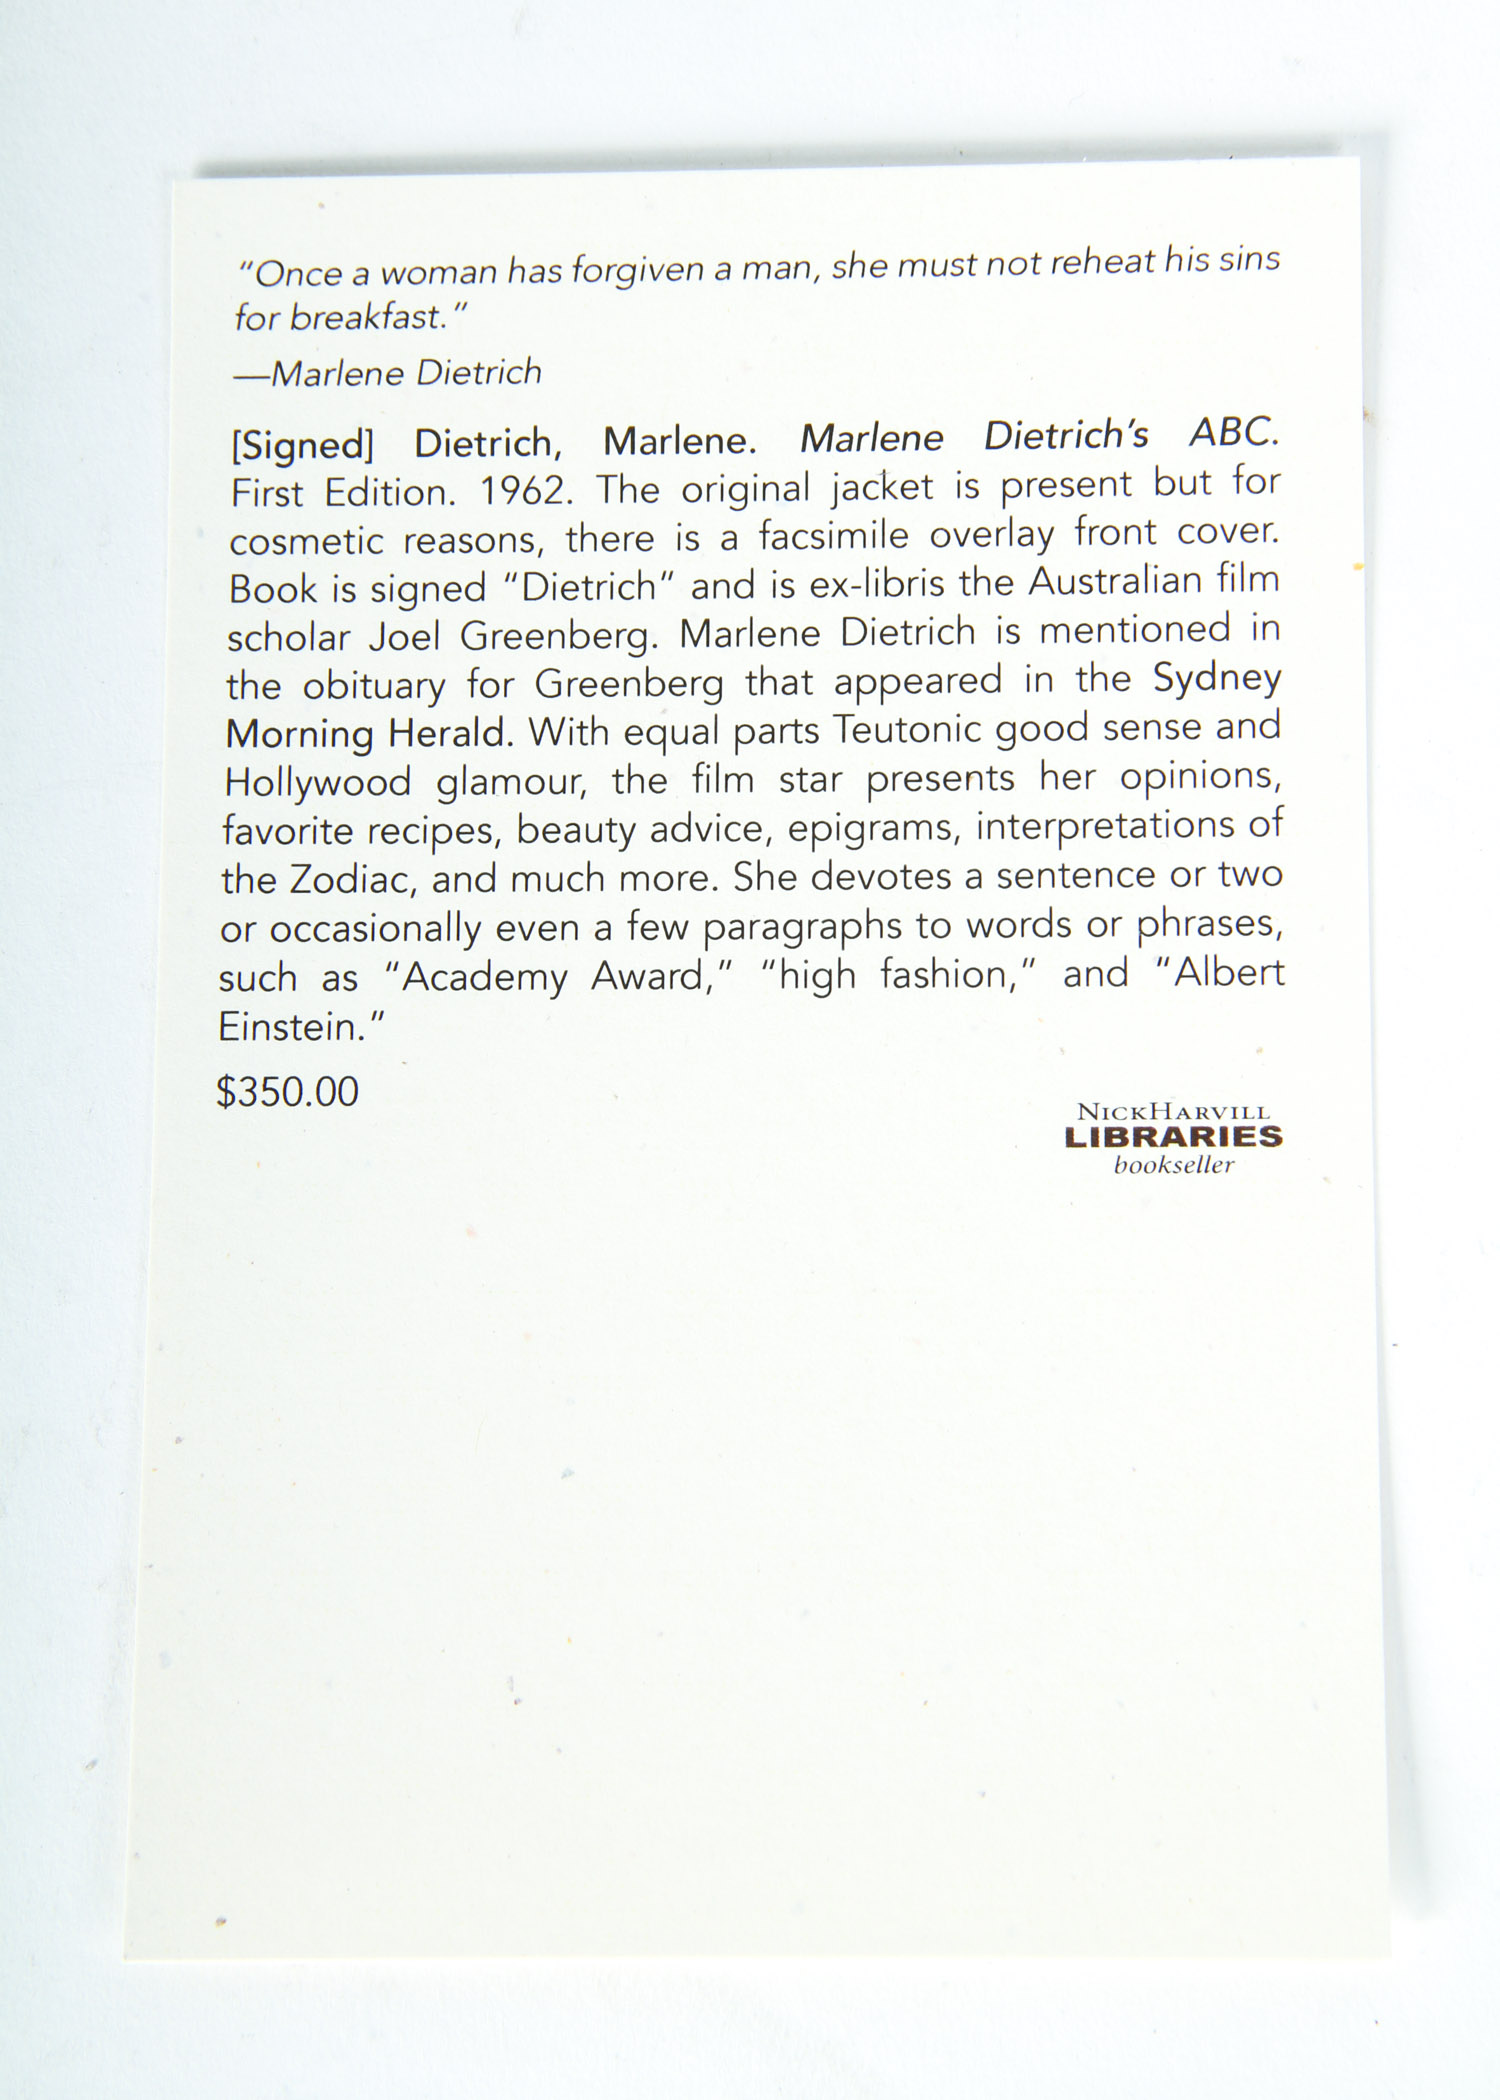 “Once a woman has forgiven a man, she must not reheat his sins
for breakfast.”
—Marlene Dietrich
[Signed] Dietrich, Marlene. Marlene Dietrich’s ABC.
First Edition. 1962. The original jacket is present but for
cosmetic reasons, there is a facsimile overlay front cover.
Book is signed “Dietrich” and is ex-libris the Australian film
scholar Joel Greenberg. Marlene Dietrich is mentioned in
the obituary for Greenberg that appeared in the Sydney
Morning Herald. With equal parts Teutonic good sense and
Hollywood glamour, the film star presents her opinions,
favorite recipes, beauty advice, epigrams, interpretations of
the Zodiac, and much more. She devotes a sentence or two
or occasionally even a few paragraphs to words or phrases,
such as “Academy Award,” “high fashion,” and “Albert
Einstein.”
$350.00
NICKHARVILL
LIBRARIES
bookseller